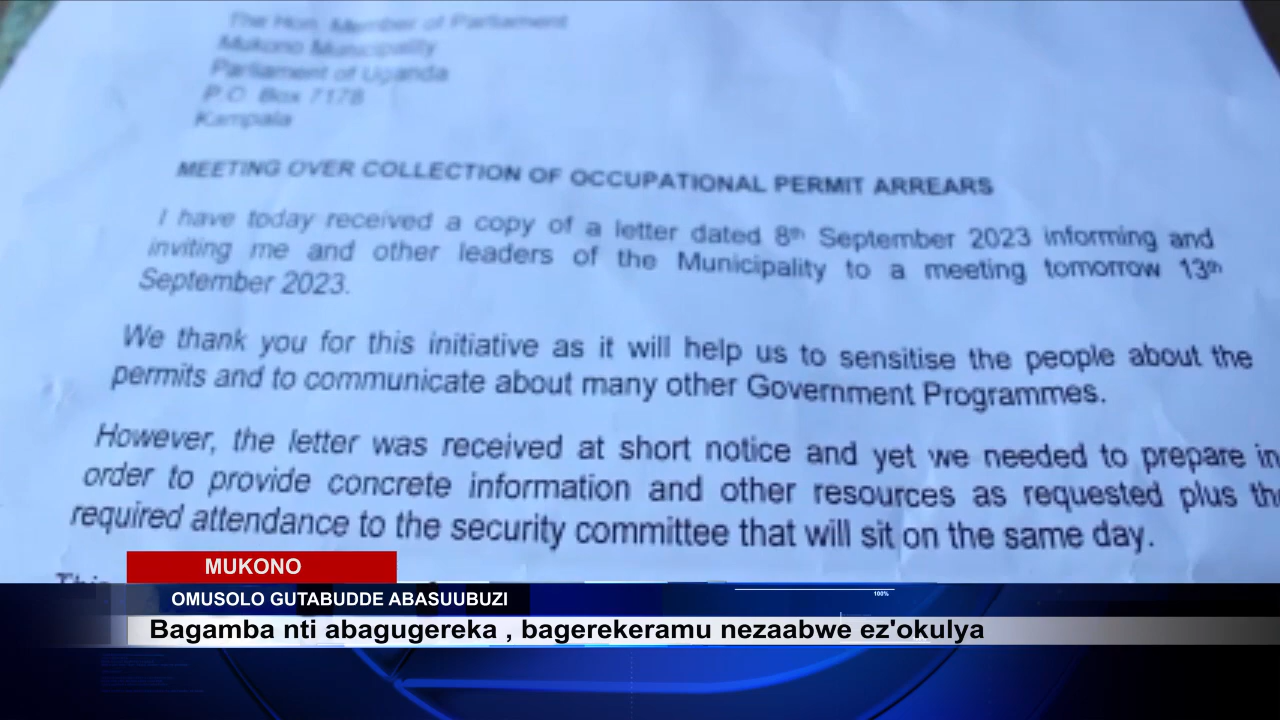 The Hon. Member of Parliament
Mukono Municipality
Parliament of Uganda
P.O. Box 7178
Kampala
MEETING OVER COLLECTION OF OCCUPATIONAL PERMIT ARREARS
I have today received a copy of a letter dated 8th September 2023 informing and
inviting me and other leaders of the Municipality to a meeting tomorrow 13th
September 2023.
We thank you for this initiative as it will help us to sensitise the people about the
permits and to communicate about many other Government Programmes.
However, the letter was received at short notice and yet we needed to prepare in
order to provide concrete information and other resources as requested plus the
required attendance to the security committee that will sit on the same day.
MUKONO
OMUSOLO GUTABUDDE ABASUUBUZI
100%
Bagamba nti abagugereka , bagerekeramu nezaabwe ez'okulya